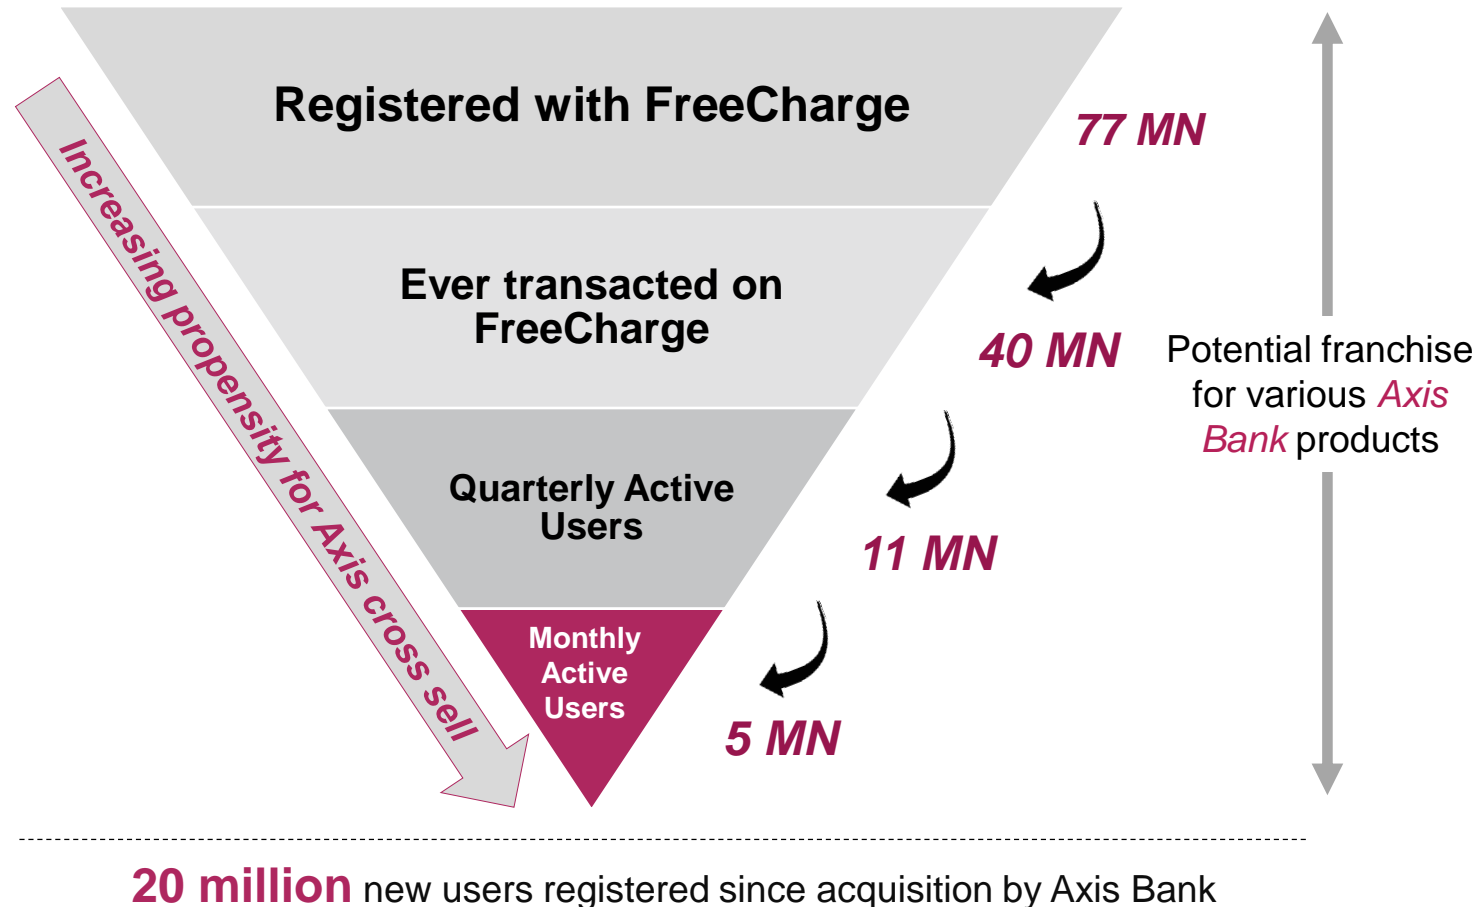 Registered with FreeCharge
77 MN
Increasing propensity for Axis cross sell
Ever transacted on
FreeCharge
40 MN
Potential franchise
for various Axis
Bank products
Quarterly Active
Users
11 MN
Monthly
Active
Users
5 MN
20 million new users registered since acquisition by Axis Bank